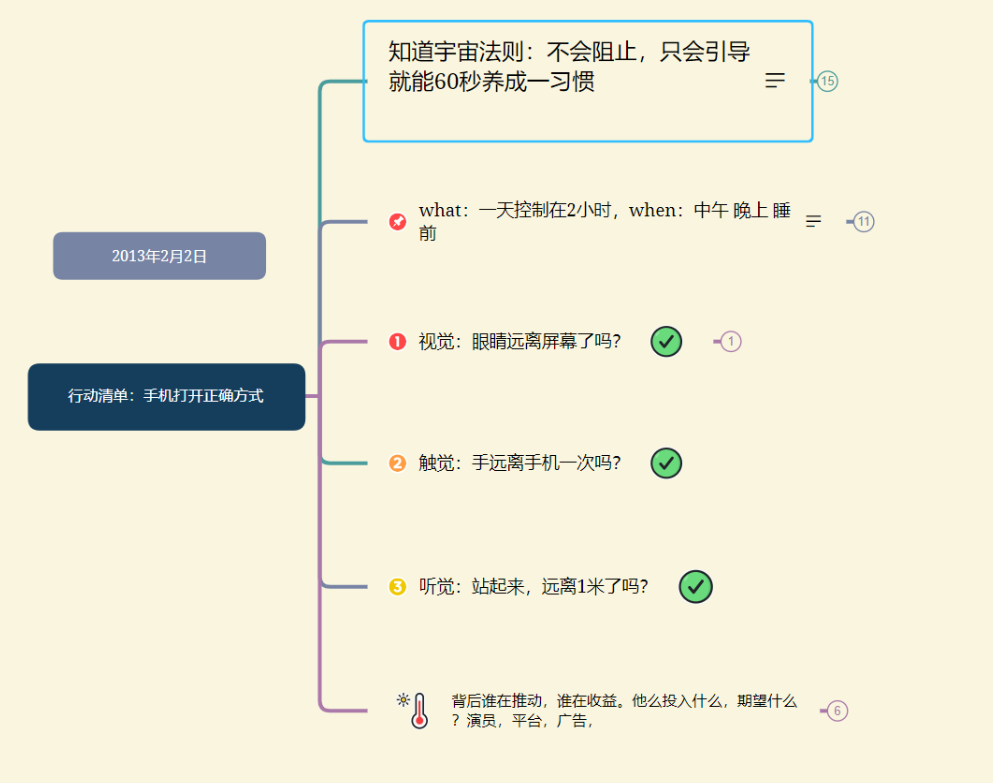 知道宇宙法则：不会阻止，只会引导
就能60秒养成一习惯
15
what：一天控制在2小时，when：中午 晚上 睡
前
11
2013年2月2日
1 视觉：眼睛远离屏幕了吗？
1
行动清单：手机打开正确方式
2 触觉：手远离手机一次吗？
3 听觉：站起来，远离1米了吗？
背后谁在推动，谁在收益。他么投入什么，期望什么
？演员，平台，广告，
6